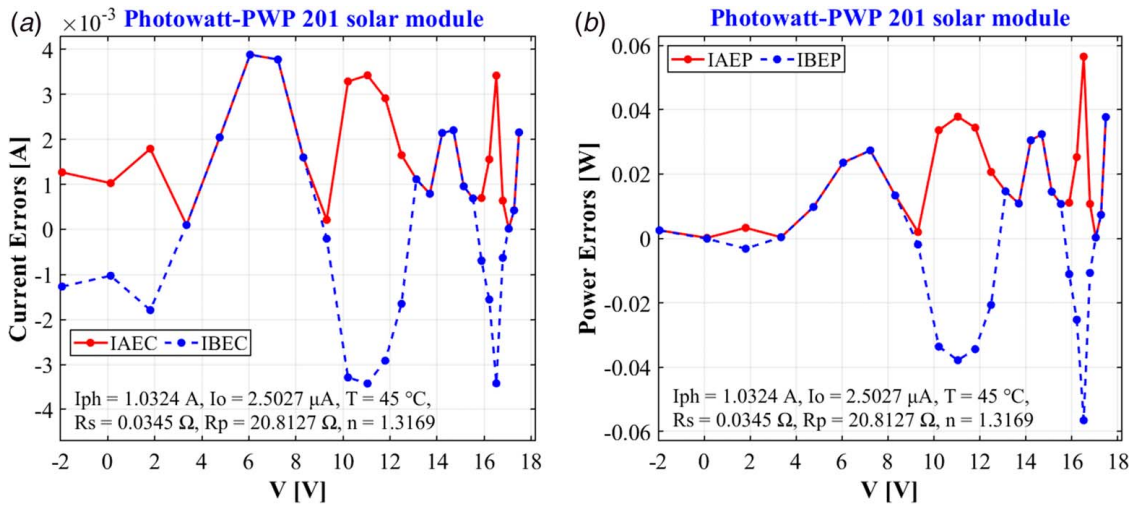 (a)
Photowatt-PWP 201 solar module
×10⁻³
4
3
2
1
0
-1
-2
-3
-4
Current Errors [A]
IAEC IBEC
Iph = 1.0324 A, Io = 2.5027 μA, T = 45 °C,
Rs = 0.0345 Ω, Rp = 20.8127 Ω, n = 1.3169
-2 0 2 4 6 8 10 12 14 16 18
V [V]
(b)
Photowatt-PWP 201 solar module
0.06
0.04
0.02
0
-0.02
-0.04
-0.06
Power Errors [W]
IAEP IBEP
Iph = 1.0324 A, Io = 2.5027 μA, T = 45 °C,
Rs = 0.0345 Ω, Rp = 20.8127 Ω, n = 1.3169
-2 0 2 4 6 8 10 12 14 16 18
V [V]